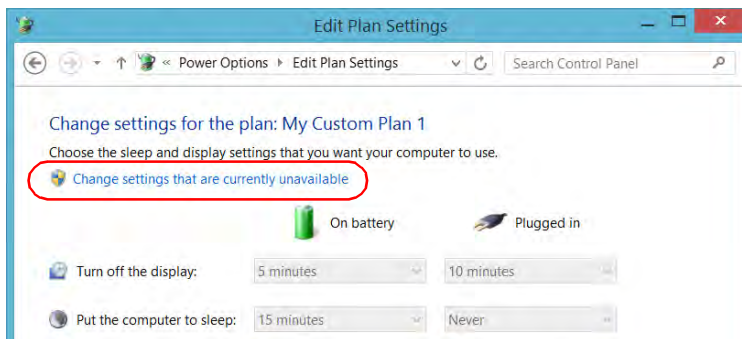 Edit Plan Settings
« Power Options Edit Plan Settings Search Control Panel
Change settings for the plan: My Custom Plan 1
Choose the sleep and display settings that you want your computer to use.
Change settings that are currently unavailable
On battery Plugged in
Turn off the display: 5 minutes 10 minutes
Put the computer to sleep: 15 minutes Never